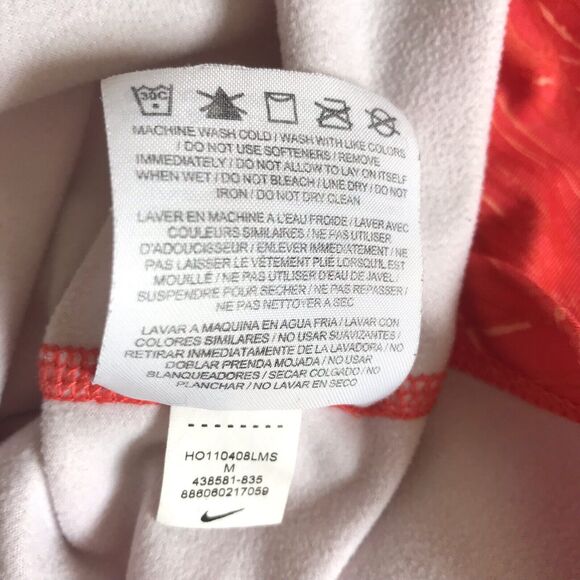 30C
MACHINE WASH COLD / WASH WITH LIKE COLORS
/ DO NOT USE SOFTENERS / REMOVE
IMMEDIATELY / DO NOT ALLOW TO LAY ON ITSELF
WHEN WET / DO NOT BLEACH / LINE DRY / DO NOT
IRON / DO NOT DRY CLEAN
LAVER EN MACHINE A L'EAU FROIDE / LAVER AVEC
COULEURS SIMILAIRES / NE PAS UTILISER
D'ADOUCISSEUR / ENLEVER IMMÉDIATEMENT /
PAS LAISSER LE VÊTEMENT PLIÉ LORSQU'IL EST
MOUILLÉ / NE PAS UTILISER D'EAU DE JAVEL/
SUSPENDRE POUR SECHER / NE PAS REPASSER /
NE PAS NETTOYER A SEC
LAVAR A MAQUINA EN AGUA FRIA / LAVAR CON
COLORES SIMILARES / NO USAR SUAVIZANTES /
RETIRAR INMEDIATAMENTE DE LA LAVADORA / NO
DOBLAR PRENDA MOJADA / NO USAR
BLANQUEADORES / SECAR COLGADO / NO
PLANCHAR / NO LAVAR EN SECO
HO110408LMS
M
438581-835
886060217059